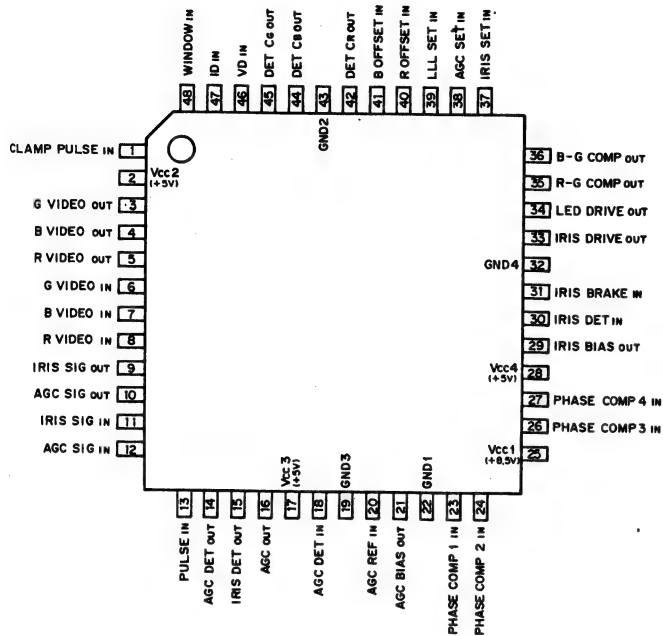 WINDOW IN
ID IN
VD IN
DET CG OUT
DET CB OUT
DET CR OUT
B OFFSET IN
R OFFSET IN
LLL SET IN
AGC SET IN
IRIS SET IN
48
47
46
45
44
43
42
41
40
39
38
37
GND2
CLAMP PULSE IN 1
2 Vcc2
(+5V)
G VIDEO OUT 3
B VIDEO OUT 4
R VIDEO OUT 5
G VIDEO IN 6
B VIDEO IN 7
R VIDEO IN 8
IRIS SIG OUT 9
AGC SIG OUT 10
IRIS SIG IN 11
AGC SIG IN 12
36 B-G COMP OUT
35 R-G COMP OUT
34 LED DRIVE OUT
33 IRIS DRIVE OUT
GND4 32
31 IRIS BRAKE IN
30 IRIS DET IN
29 IRIS BIAS OUT
Vcc4 28
(+5V)
27 PHASE COMP 4 IN
26 PHASE COMP 3 IN
Vcc1 25
(+8,5V)
Vcc3
(+5V)
GND3
GND1
13
14
15
16
17
18
19
20
21
22
23
24
PULSE IN
AGC DET OUT
IRIS DET OUT
AGC OUT
AGC DET IN
AGC REF IN
AGC BIAS OUT
PHASE COMP 1 IN
PHASE COMP 2 IN